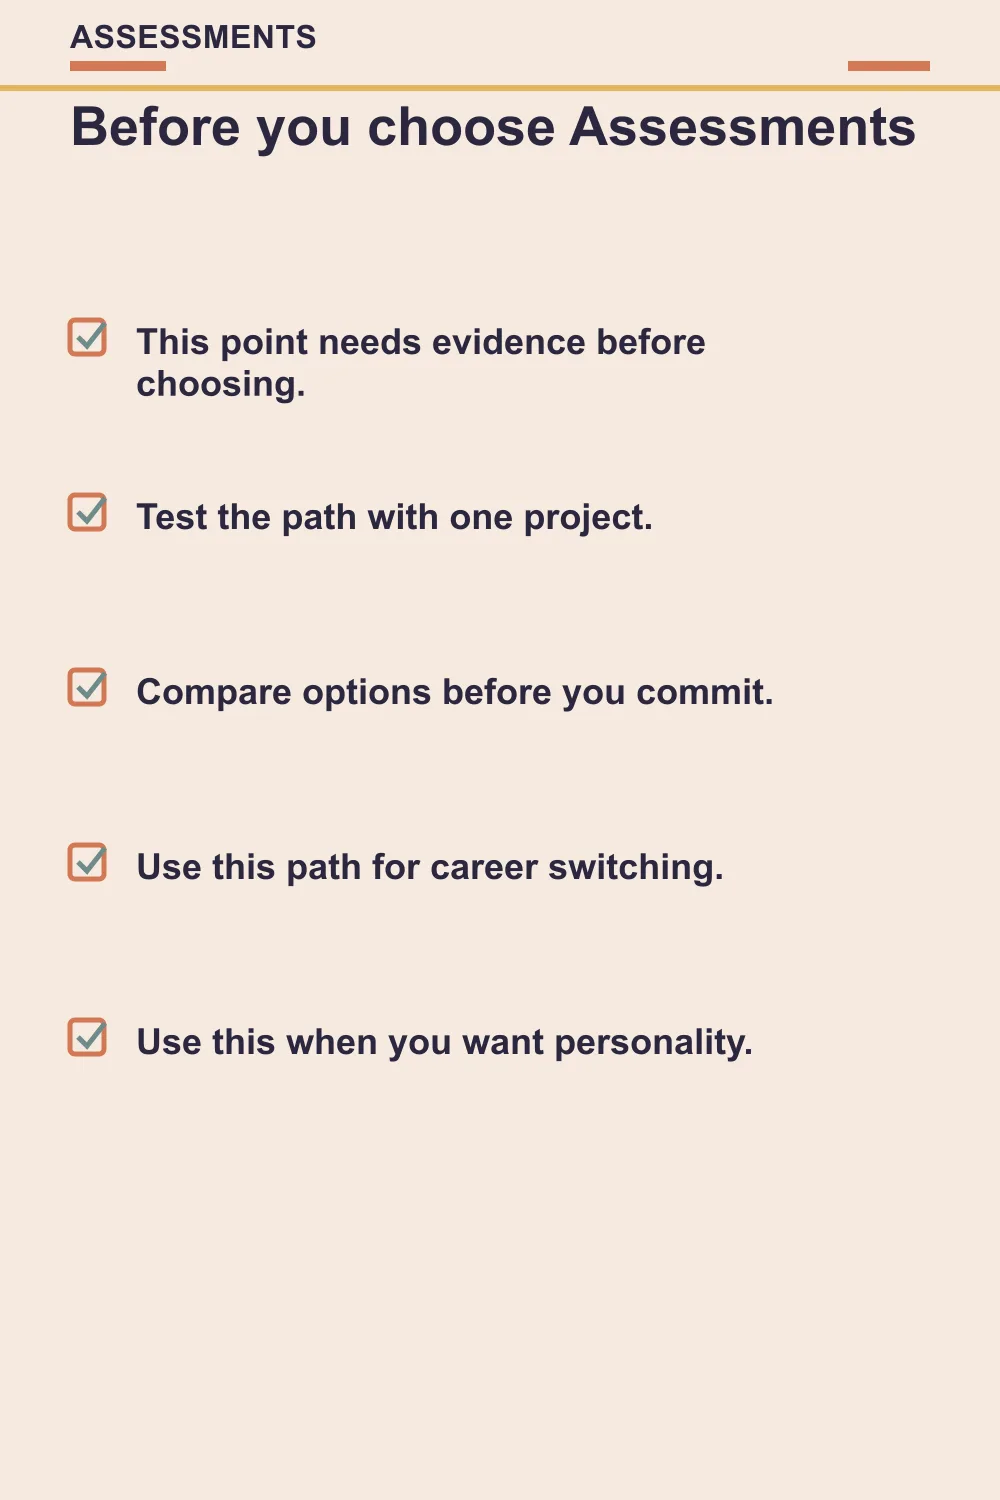 ASSESSMENTS
Before you choose Assessments
This point needs evidence before
choosing.
Test the path with one project.
Compare options before you commit.
Use this path for career switching.
Use this when you want personality.